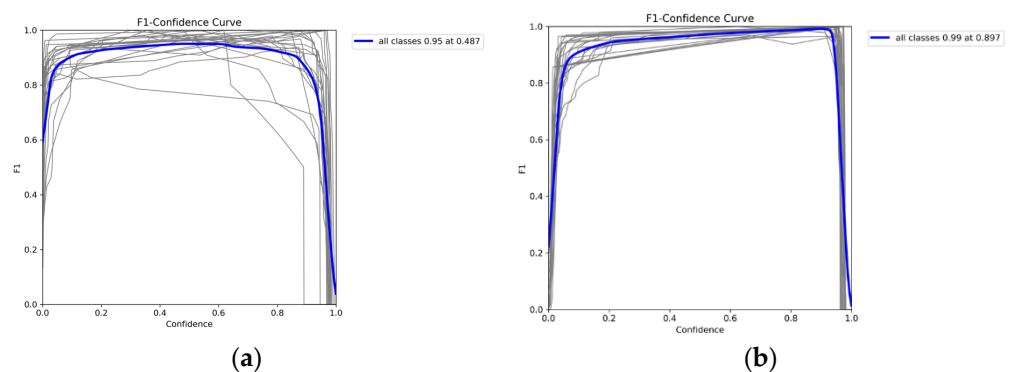 F1-Confidence Curve
1.0
0.8
0.6
0.4
0.2
0.0
F1
0.0 0.2 0.4 0.6 0.8 1.0
Confidence
all classes 0.95 at 0.487
(a)
F1-Confidence Curve
1.0
0.8
0.6
0.4
0.2
0.0
F1
0.0 0.2 0.4 0.6 0.8 1.0
Confidence
all classes 0.99 at 0.897
(b)